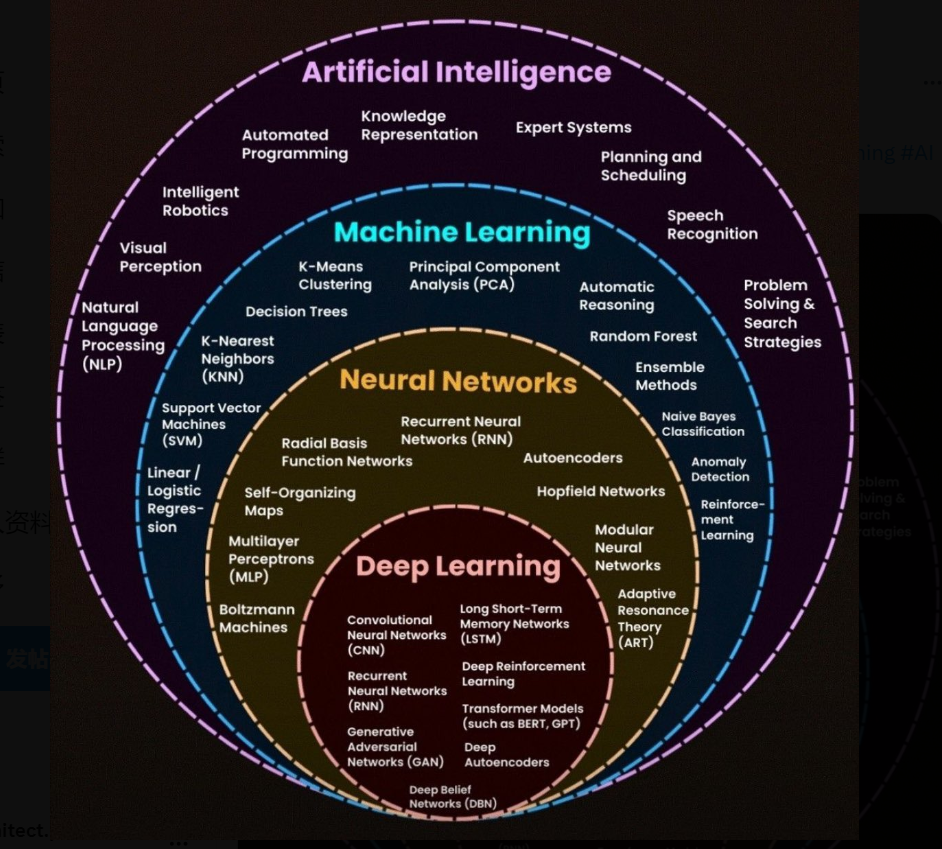 Artificial Intelligence
Knowledge
Representation
Expert Systems
Automated
Programming
Planning and
Scheduling
Intelligent
Robotics
Speech
Recognition
Visual
Perception
Problem
Solving &
Search
Strategies
Natural
Language
Processing
(NLP)
Machine Learning
K-Means
Clustering
Principal Component
Analysis (PCA)
Automatic
Reasoning
Decision Trees
Random Forest
K-Nearest
Neighbors
(KNN)
Ensemble
Methods
Support Vector
Machines
(SVM)
Naive Bayes
Classification
Linear /
Logistic
Regres-
sion
Anomaly
Detection
Reinforce-
ment
Learning
Neural Networks
Recurrent Neural
Networks (RNN)
Radial Basis
Function Networks
Autoencoders
Self-Organizing
Maps
Hopfield Networks
Multilayer
Perceptrons
(MLP)
Modular
Neural
Networks
Boltzmann
Machines
Adaptive
Resonance
Theory
(ART)
Deep Learning
Convolutional
Neural Networks
(CNN)
Long Short-Term
Memory Networks
(LSTM)
Recurrent
Neural Networks
(RNN)
Deep Reinforcement
Learning
Generative
Adversarial
Networks (GAN)
Transformer Models
(such as BERT, GPT)
Deep
Autoencoders
Deep Belief
Networks (DBN)
#AI
人资料
发帖